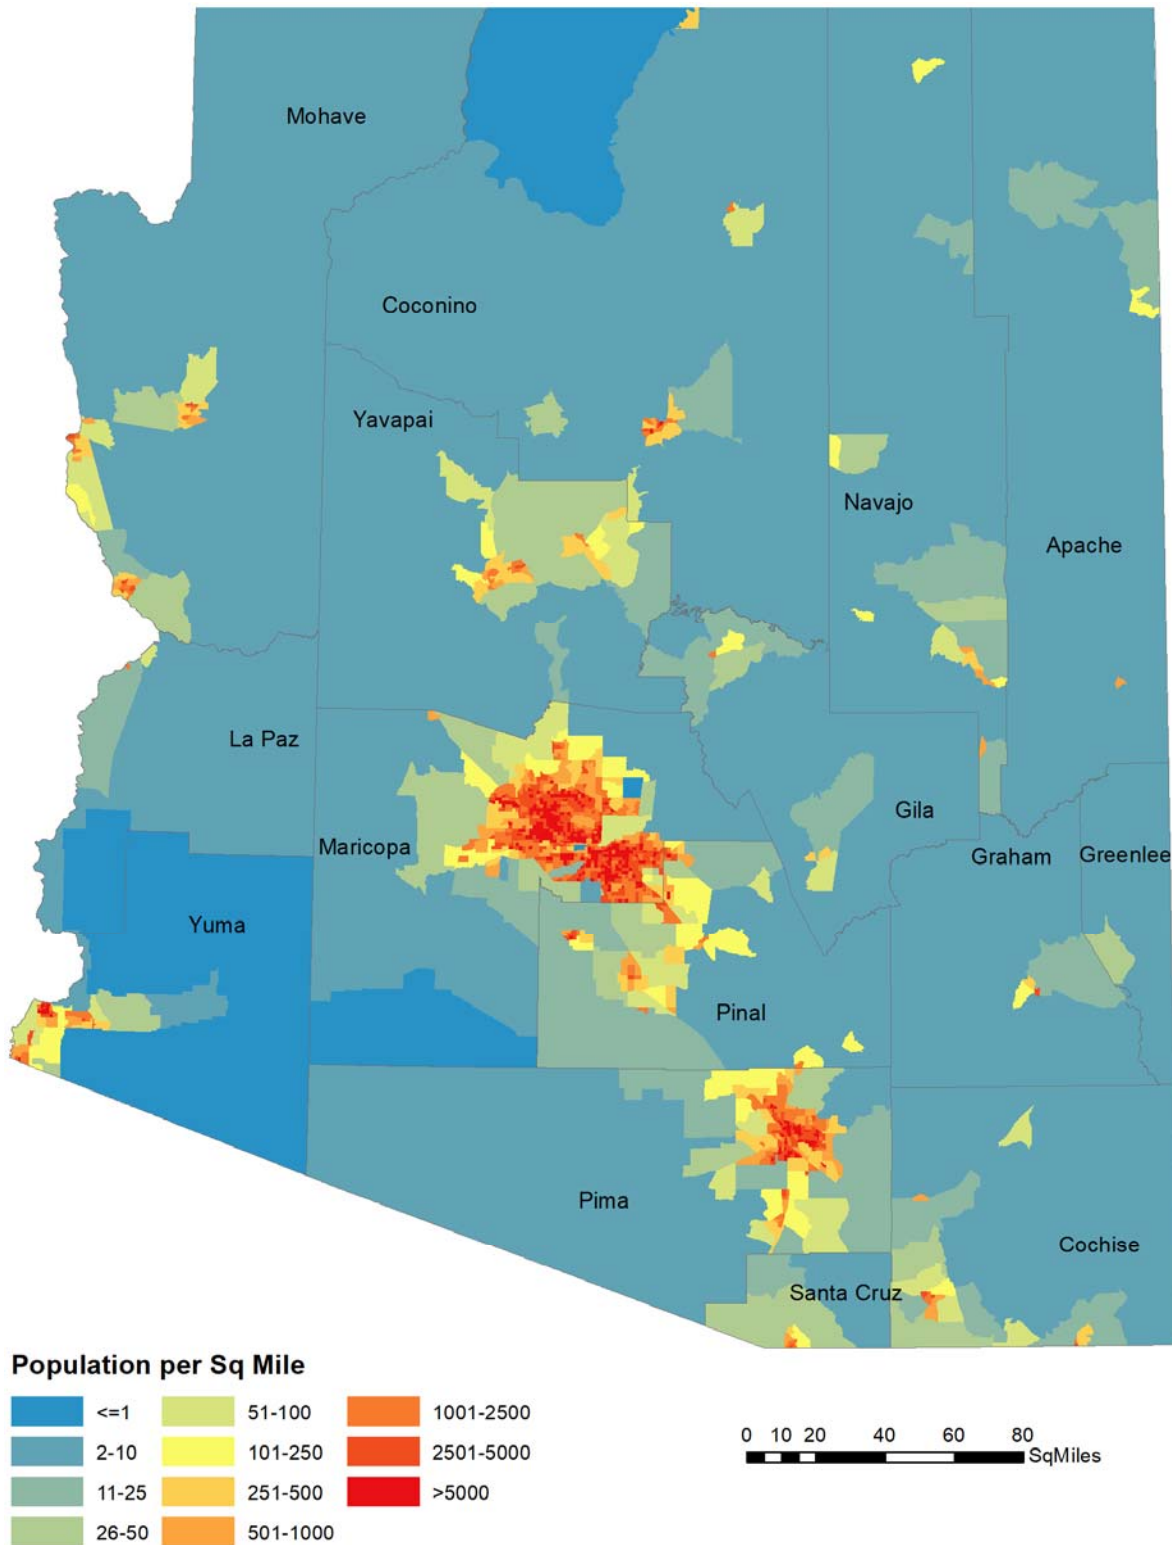 Mohave
Coconino
Yavapai
Navajo
Apache
La Paz
Gila
Maricopa
Graham
Greenlee
Yuma
Pinal
Pima
Cochise
Santa Cruz
Population per Sq Mile
<=1
2-10
11-25
26-50
51-100
101-250
251-500
501-1000
1001-2500
2501-5000
>5000
0 10 20 40 60 80
SqMiles